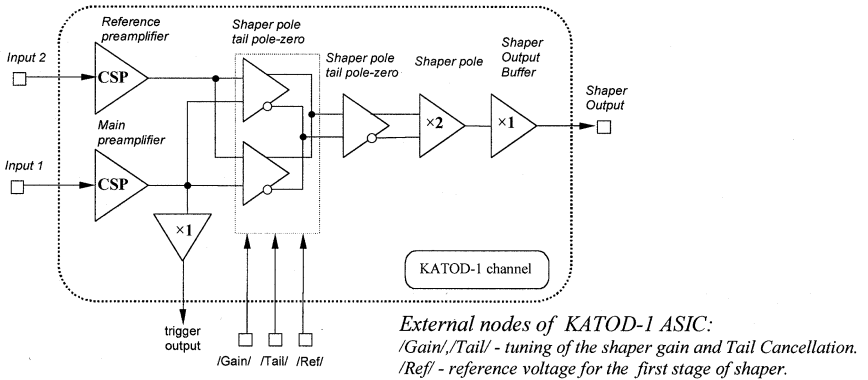 Reference
preamplifier
Shaper pole
tail pole-zero
Shaper pole
tail pole-zero
Shaper pole
Shaper
Output
Buffer
Input 2
CSP
Shaper
Output
Main
preamplifier
×2
×1
Input 1
CSP
×1
KATOD-1 channel
trigger
output
/Gain/ /Tail/ /Ref/
External nodes of KATOD-1 ASIC:
/Gain/,/Tail/ - tuning of the shaper gain and Tail Cancellation.
/Ref/ - reference voltage for the first stage of shaper.